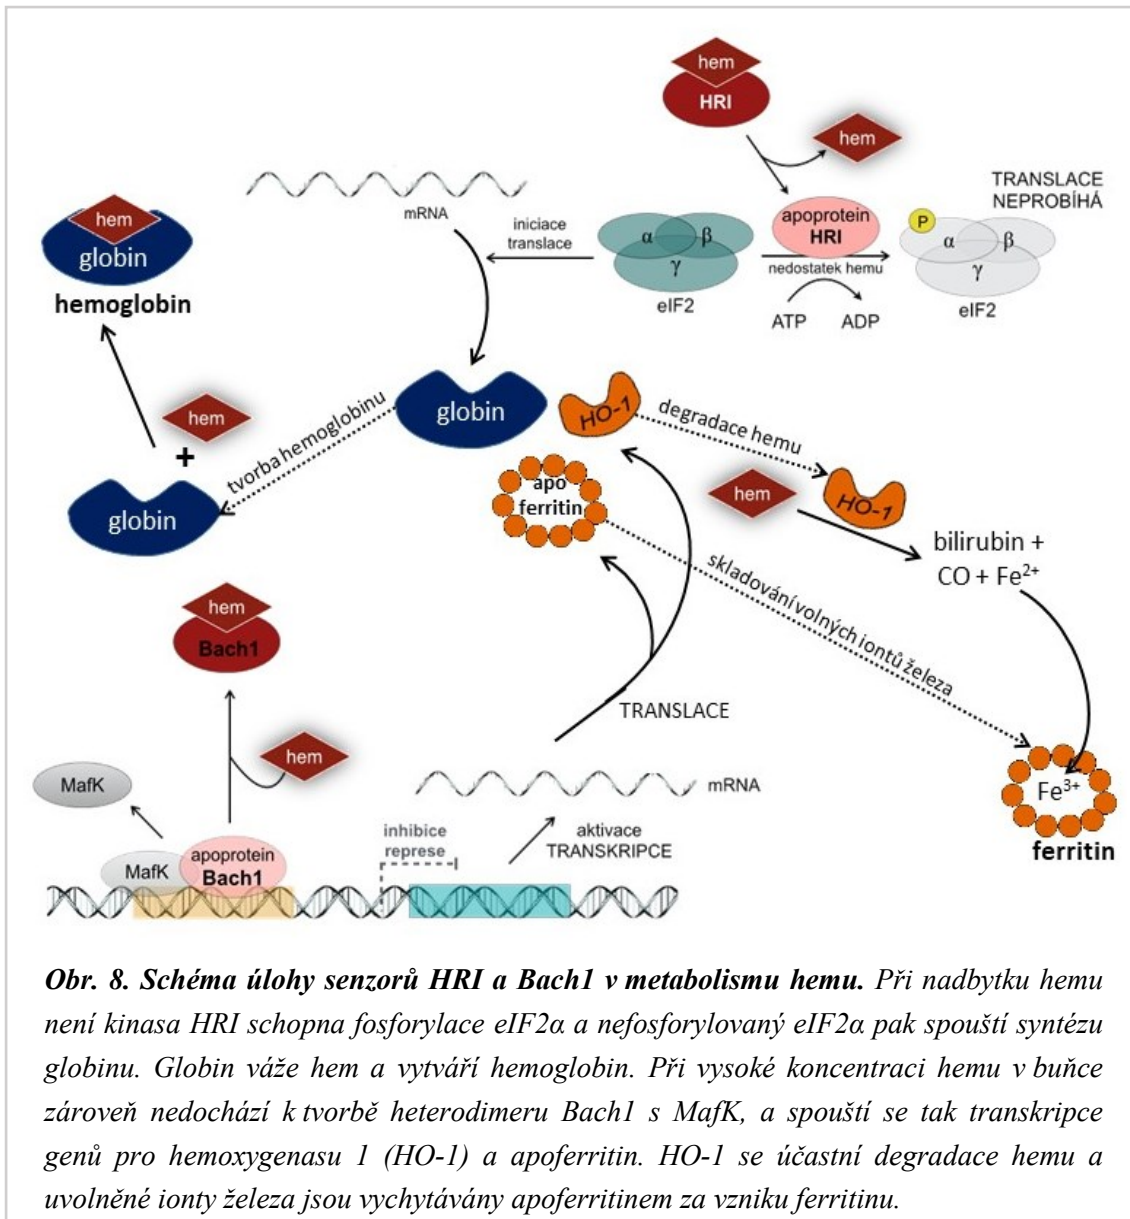 hem
HRI
hem
TRANSLACE
NEPROBÍHÁ
mRNA
iniciace
translace
α
β
γ
eIF2
apoprotein
HRI
nedostatek hemu
ATP
ADP
P
α
β
γ
eIF2
hem
globin
hemoglobin
hem
+
globin
tvorba hemoglobinu
globin
HO-1
degradace hemu
hem
HO-1
apo
ferritin
bilirubin +
CO + Fe²⁺
skladování volných iontů železa
hem
Bach1
hem
TRANSLACE
mRNA
MafK
MafK
apoprotein
Bach1
inhibice
represe
aktivace
TRANSKRIPCE
Fe³⁺
ferritin
Obr. 8. Schéma úlohy senzorů HRI a Bach1 v metabolismu hemu. Při nadbytku hemu
není kinasa HRI schopna fosforylace eIF2α a nefosforylovaný eIF2α pak spouští syntézu
globinu. Globin váže hem a vytváří hemoglobin. Při vysoké koncentraci hemu v buňce
zároveň nedochází k tvorbě heterodimeru Bach1 s MafK, a spouští se tak transkripce
genů pro hemoxygenasu 1 (HO-1) a apoferritin. HO-1 se účastní degradace hemu a
uvolněné ionty železa jsou vychytávány apoferritinem za vzniku ferritinu.